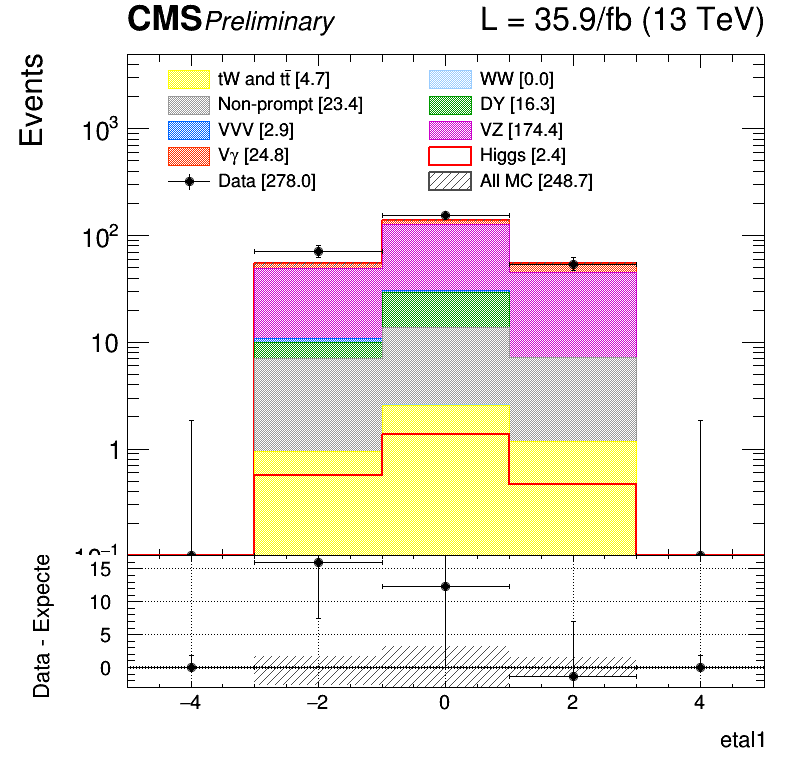 CMS Preliminary L = 35.9/fb (13 TeV)
Events
tW and tt̄ [4.7] WW [0.0]
Non-prompt [23.4] DY [16.3]
VVV [2.9] VZ [174.4]
Vγ [24.8] Higgs [2.4]
Data [278.0] All MC [248.7]
10³
10²
10
1
Data - Expecte
15
10
5
0
−4 −2 0 2 4
etal1